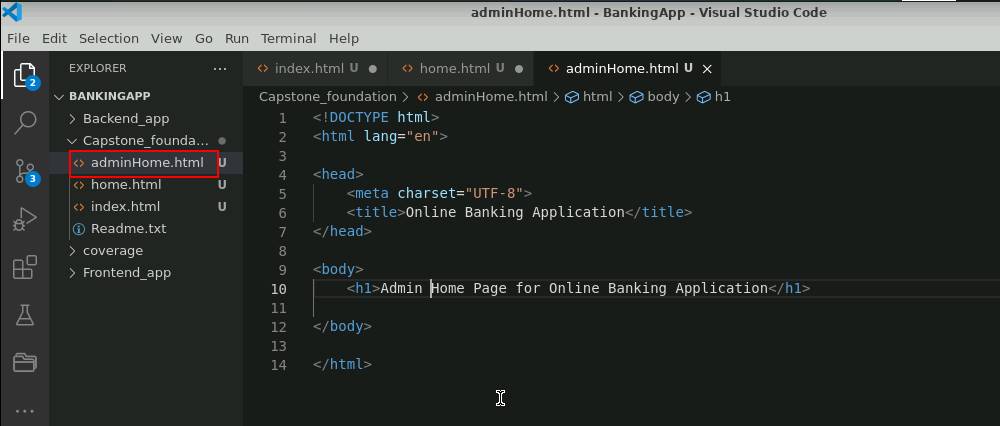 adminHome.html - BankingApp - Visual Studio Code
File Edit Selection View Go Run Terminal Help
EXPLORER ...
index.html U
home.html U
adminHome.html U
2
3
BANKINGAPP
Backend_app
Capstone_founda...
adminHome.html U
home.html U
index.html U
Readme.txt
coverage
Frontend_app
Capstone_foundation > adminHome.html > html > body > h1
1 <!DOCTYPE html>
2 <html lang="en">
3
4 <head>
5 <meta charset="UTF-8">
6 <title>Online Banking Application</title>
7 </head>
8
9 <body>
10 <h1>Admin Home Page for Online Banking Application</h1>
11
12 </body>
13
14 </html>